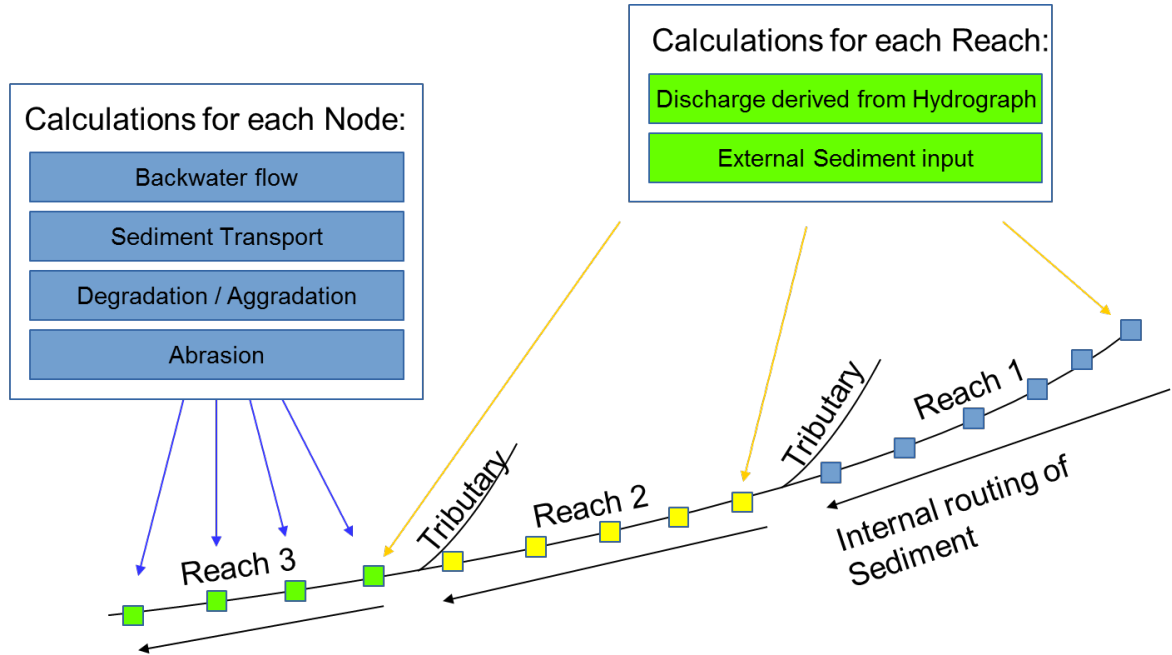 Calculations for each Reach:
Discharge derived from Hydrograph
External Sediment input
Calculations for each Node:
Backwater flow
Sediment Transport
Degradation / Aggradation
Abrasion
Reach 1
Tributary
Internal routing of
Sediment
Reach 2
Tributary
Reach 3